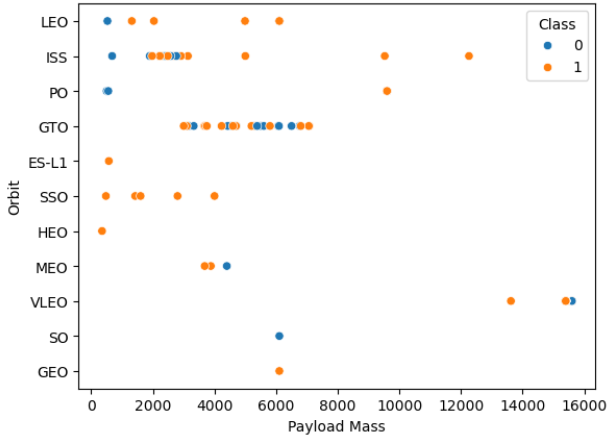 LEO
ISS
PO
GTO
ES-L1
SSO
HEO
MEO
VLEO
SO
GEO
Orbit
Class
0
1
0 2000 4000 6000 8000 10000 12000 14000 16000
Payload Mass